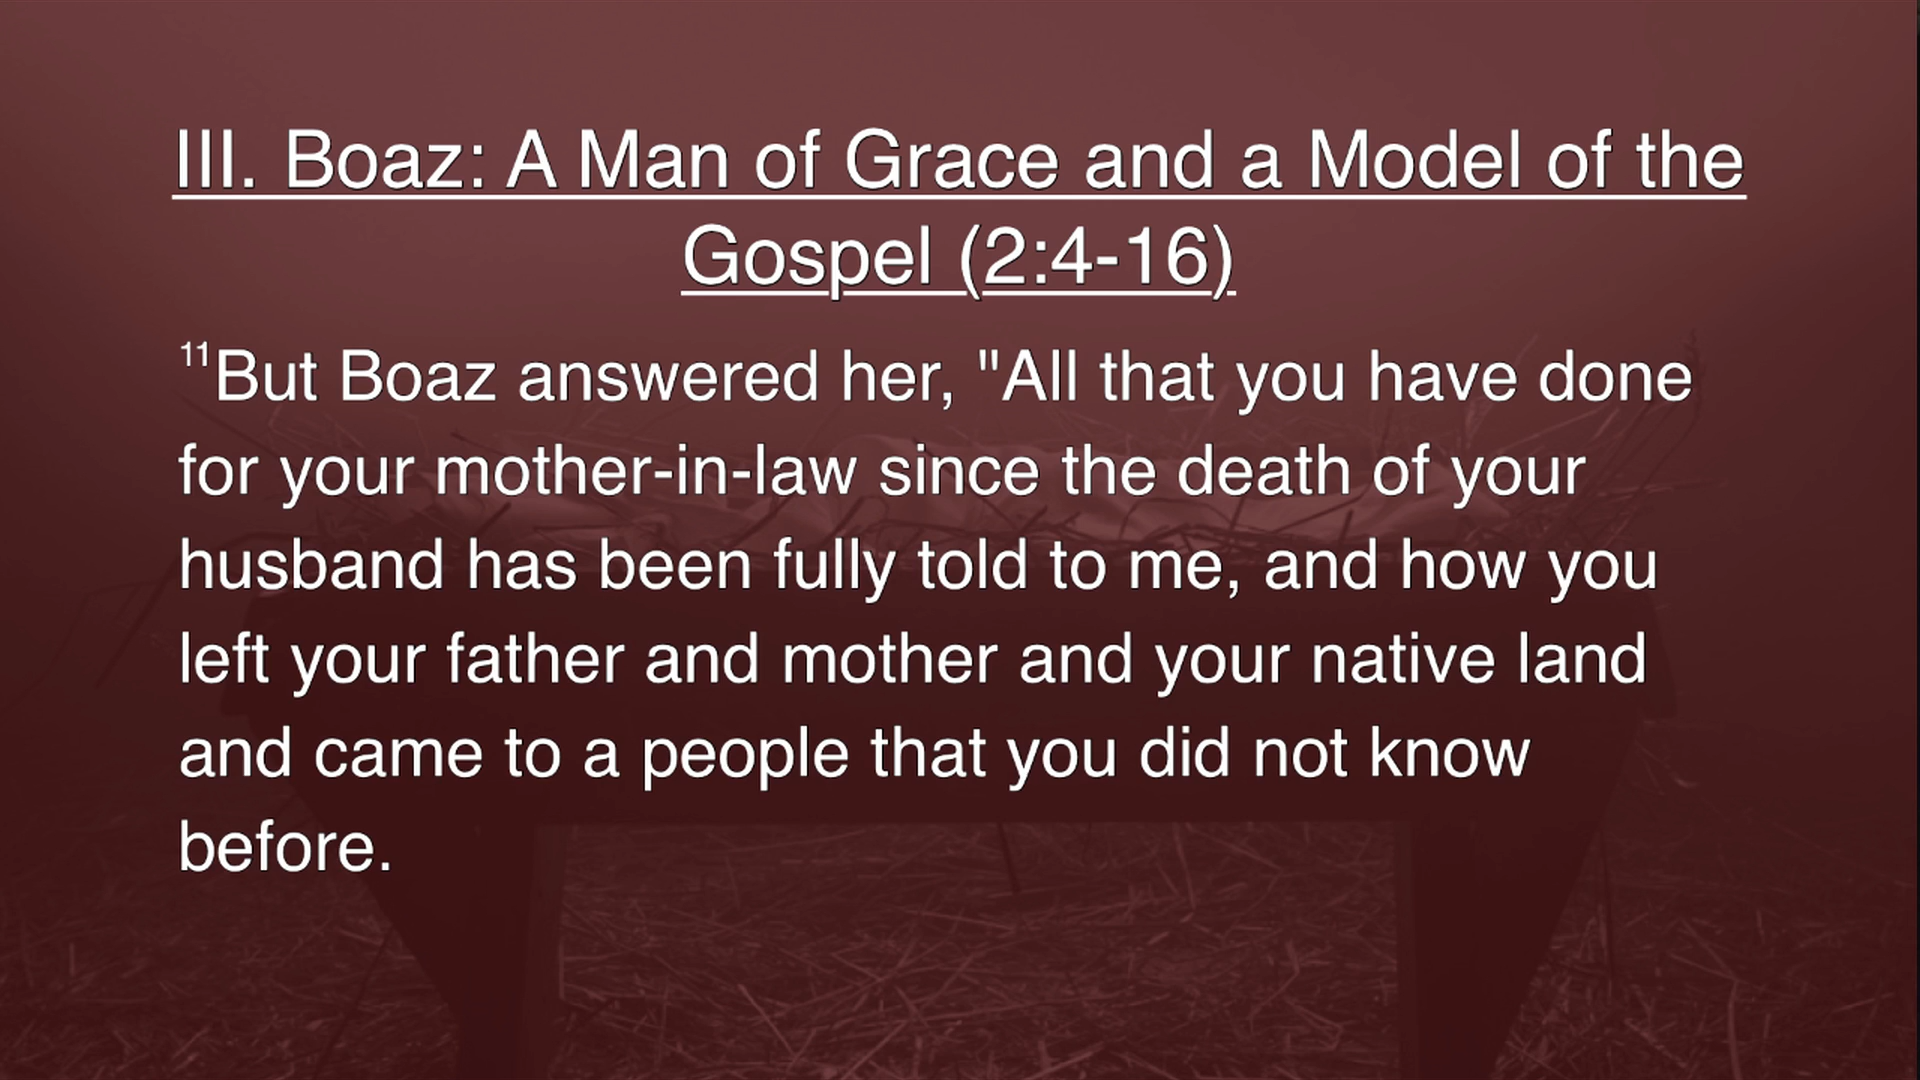 III. Boaz: A Man of Grace and a Model of the
Gospel (2:4-16)
11But Boaz answered her, "All that you have done
for your mother-in-law since the death of your
husband has been fully told to me, and how you
left your father and mother and your native land
and came to a people that you did not know
before.